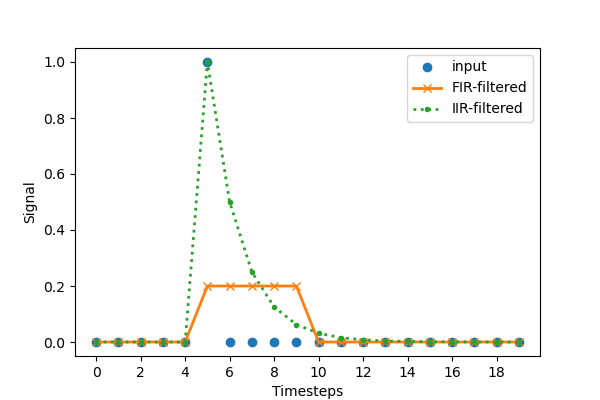 1.0
0.8
0.6
0.4
0.2
0.0
Signal
input
FIR-filtered
IIR-filtered
0 2 4 6 8 10 12 14 16 18
Timesteps